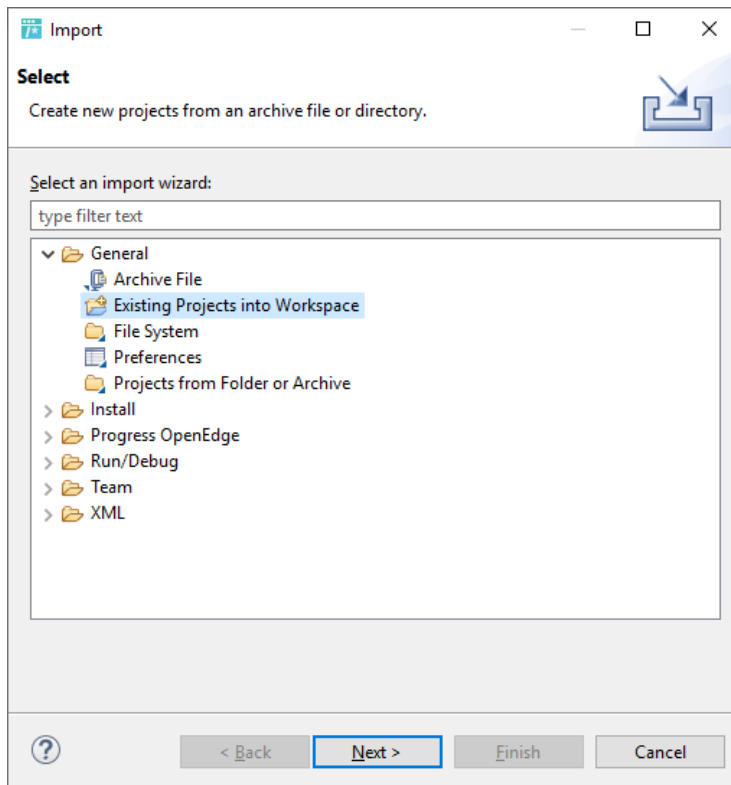 Import
Select
Create new projects from an archive file or directory.
Select an import wizard:
type filter text
General
Archive File
Existing Projects into Workspace
File System
Preferences
Projects from Folder or Archive
Install
Progress OpenEdge
Run/Debug
Team
XML
< Back
Next >
Finish
Cancel